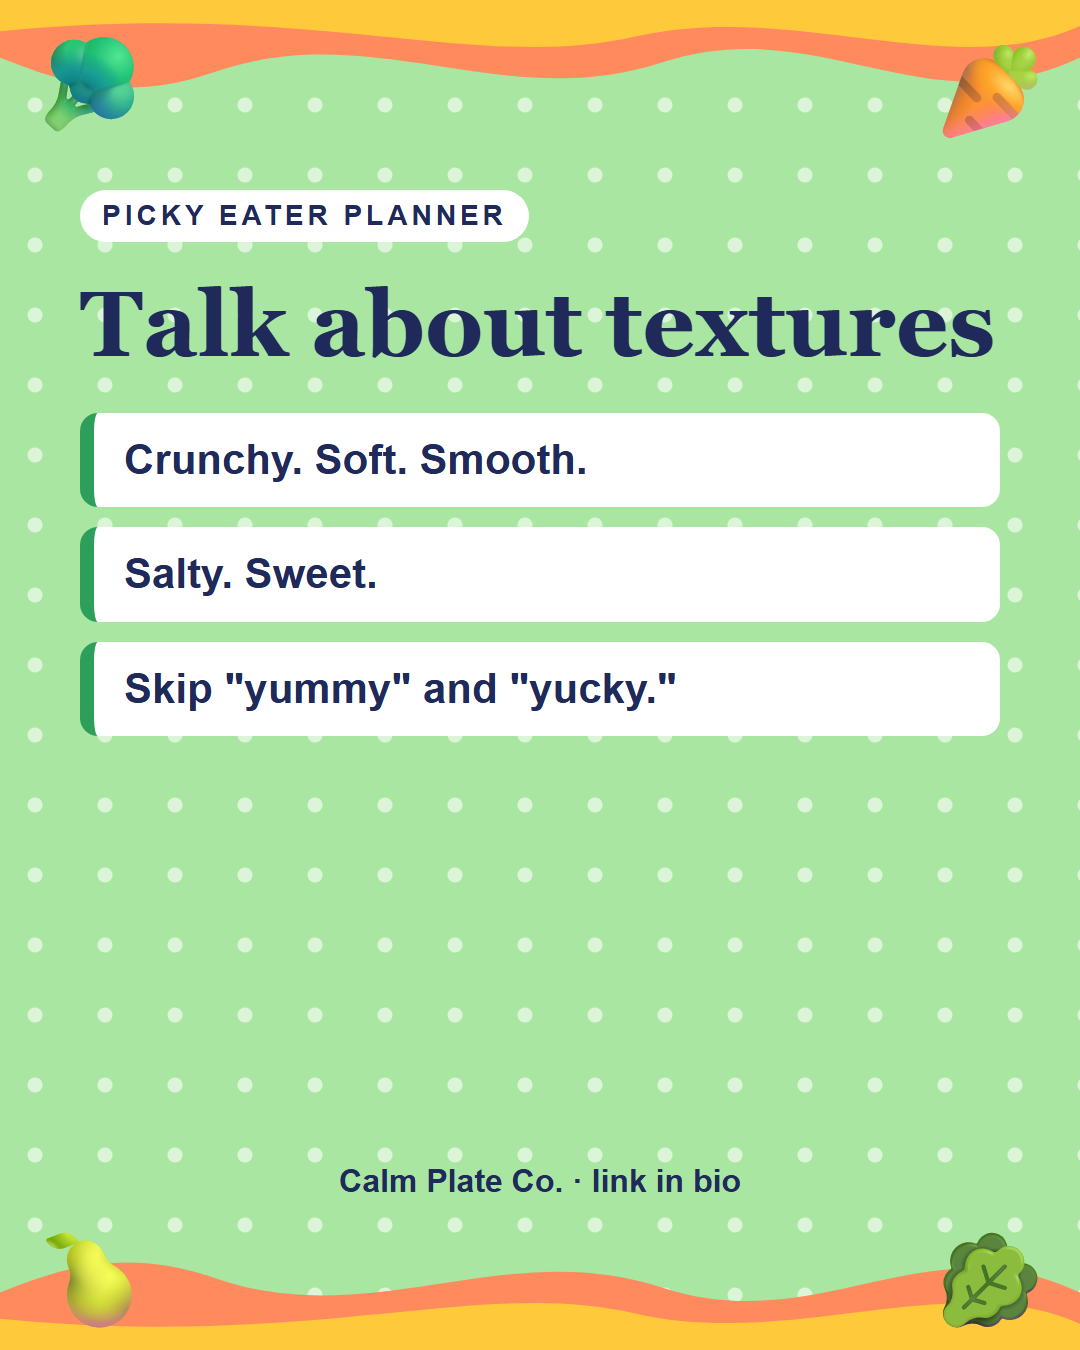 PICKY EATER PLANNER
Talk about textures
Crunchy. Soft. Smooth.
Salty. Sweet.
Skip "yummy" and "yucky."
Calm Plate Co. · link in bio